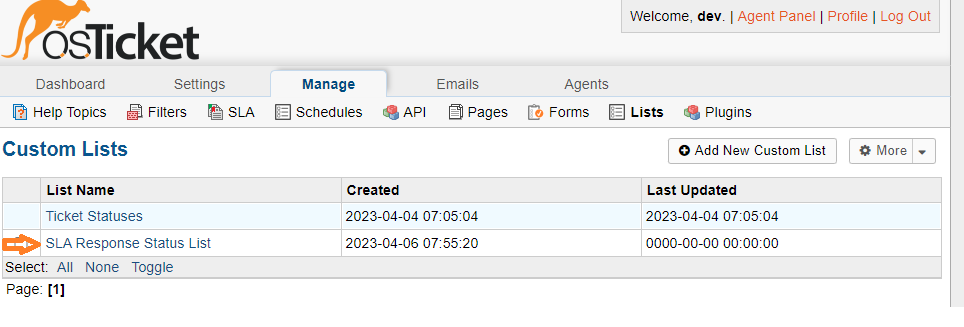 osTicket
Welcome, dev. | Agent Panel | Profile | Log Out
Dashboard Settings Manage Emails Agents
Help Topics Filters SLA Schedules API Pages Forms Lists Plugins
Custom Lists
Add New Custom List More
List Name Created Last Updated
Ticket Statuses 2023-04-04 07:05:04 2023-04-04 07:05:04
SLA Response Status List 2023-04-06 07:55:20 0000-00-00 00:00:00
Select: All None Toggle
Page: [1]